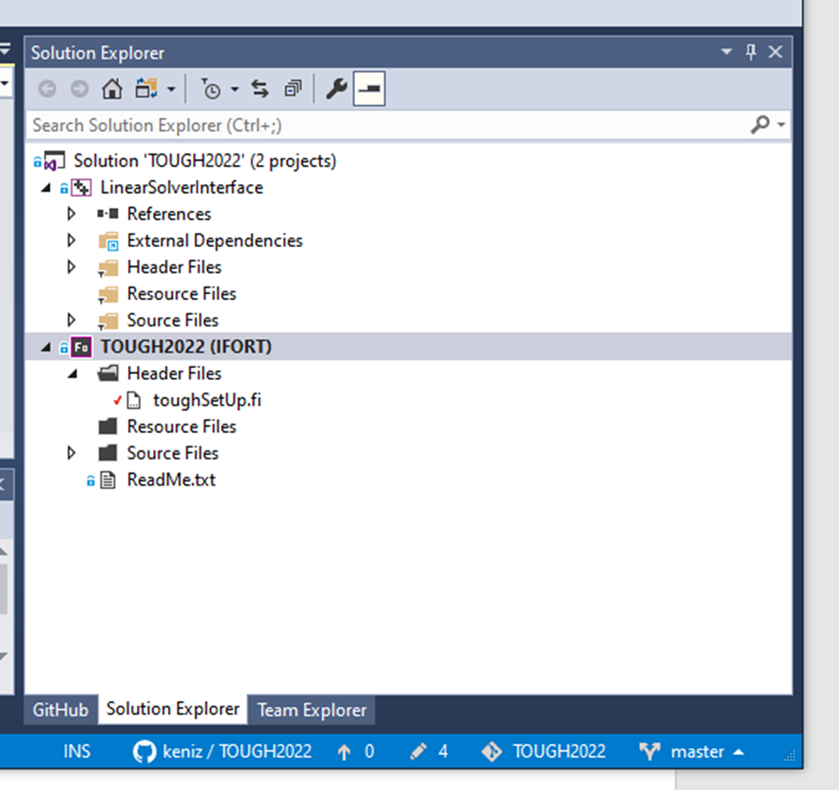 Solution Explorer
Search Solution Explorer (Ctrl+;)
Solution 'TOUGH2022' (2 projects)
LinearSolverInterface
References
External Dependencies
Header Files
Resource Files
Source Files
Fo TOUGH2022 (IFORT)
Header Files
toughSetUp.fi
Resource Files
Source Files
ReadMe.txt
GitHub Solution Explorer Team Explorer
INS keniz / TOUGH2022 0 4 TOUGH2022 master